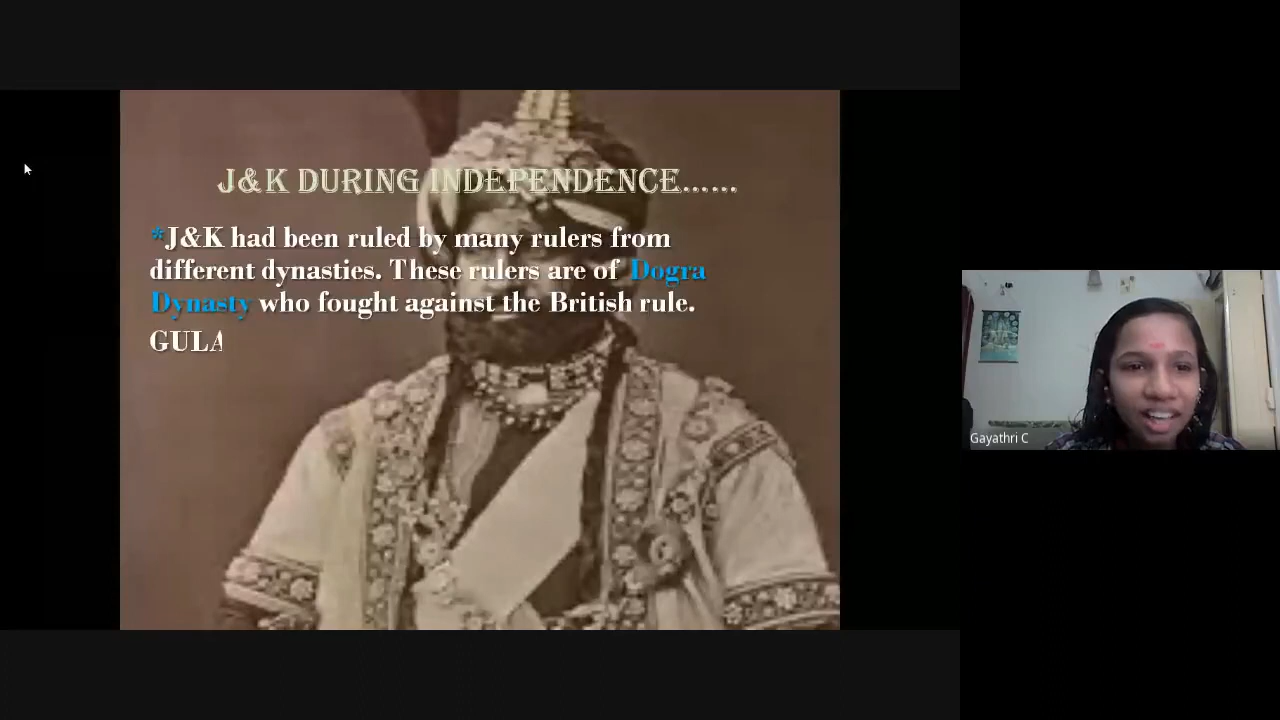 J&K DURING INDEPENDENCE......
*J&K had been ruled by many rulers from
different dynasties. These rulers are of Dogra
Dynasty who fought against the British rule.
GULA
Gayathri C